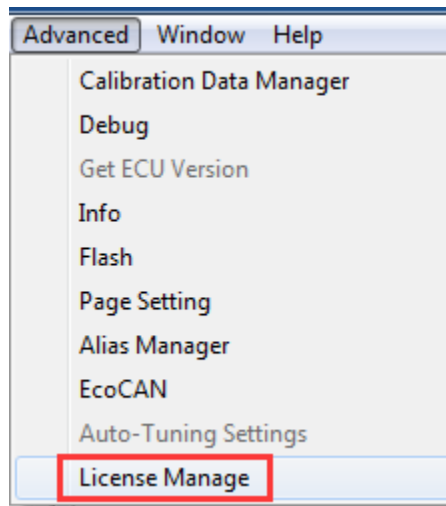 Advanced Window Help
Calibration Data Manager
Debug
Get ECU Version
Info
Flash
Page Setting
Alias Manager
EcoCAN
Auto-Tuning Settings
License Manage